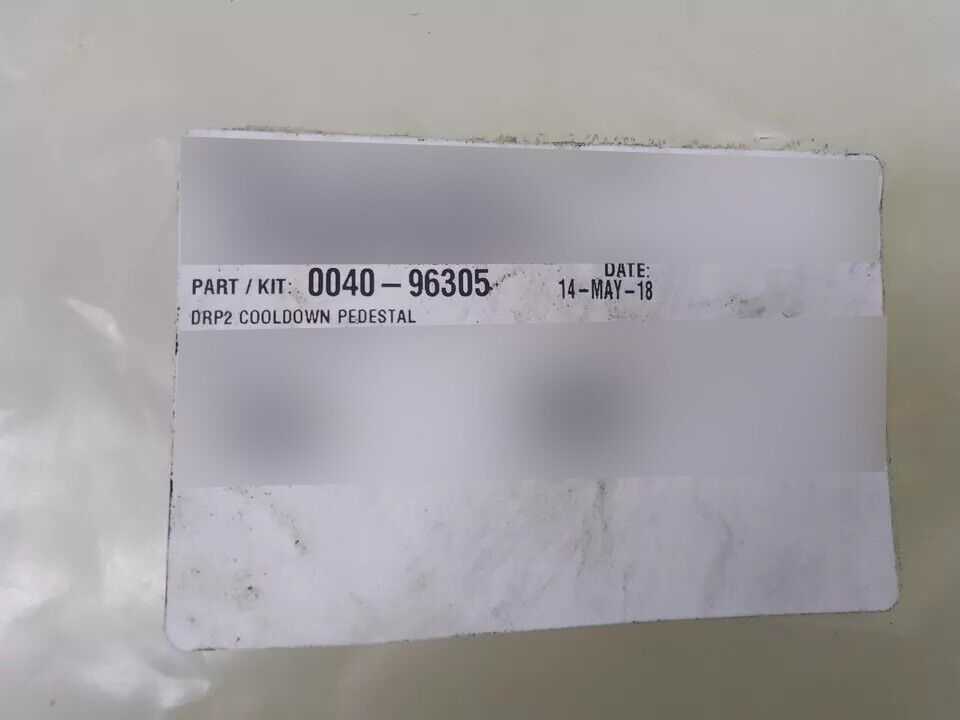 PART / KIT: 0040-96305
DATE:
14-MAY-18
DRP2 COOLDOWN PEDESTAL